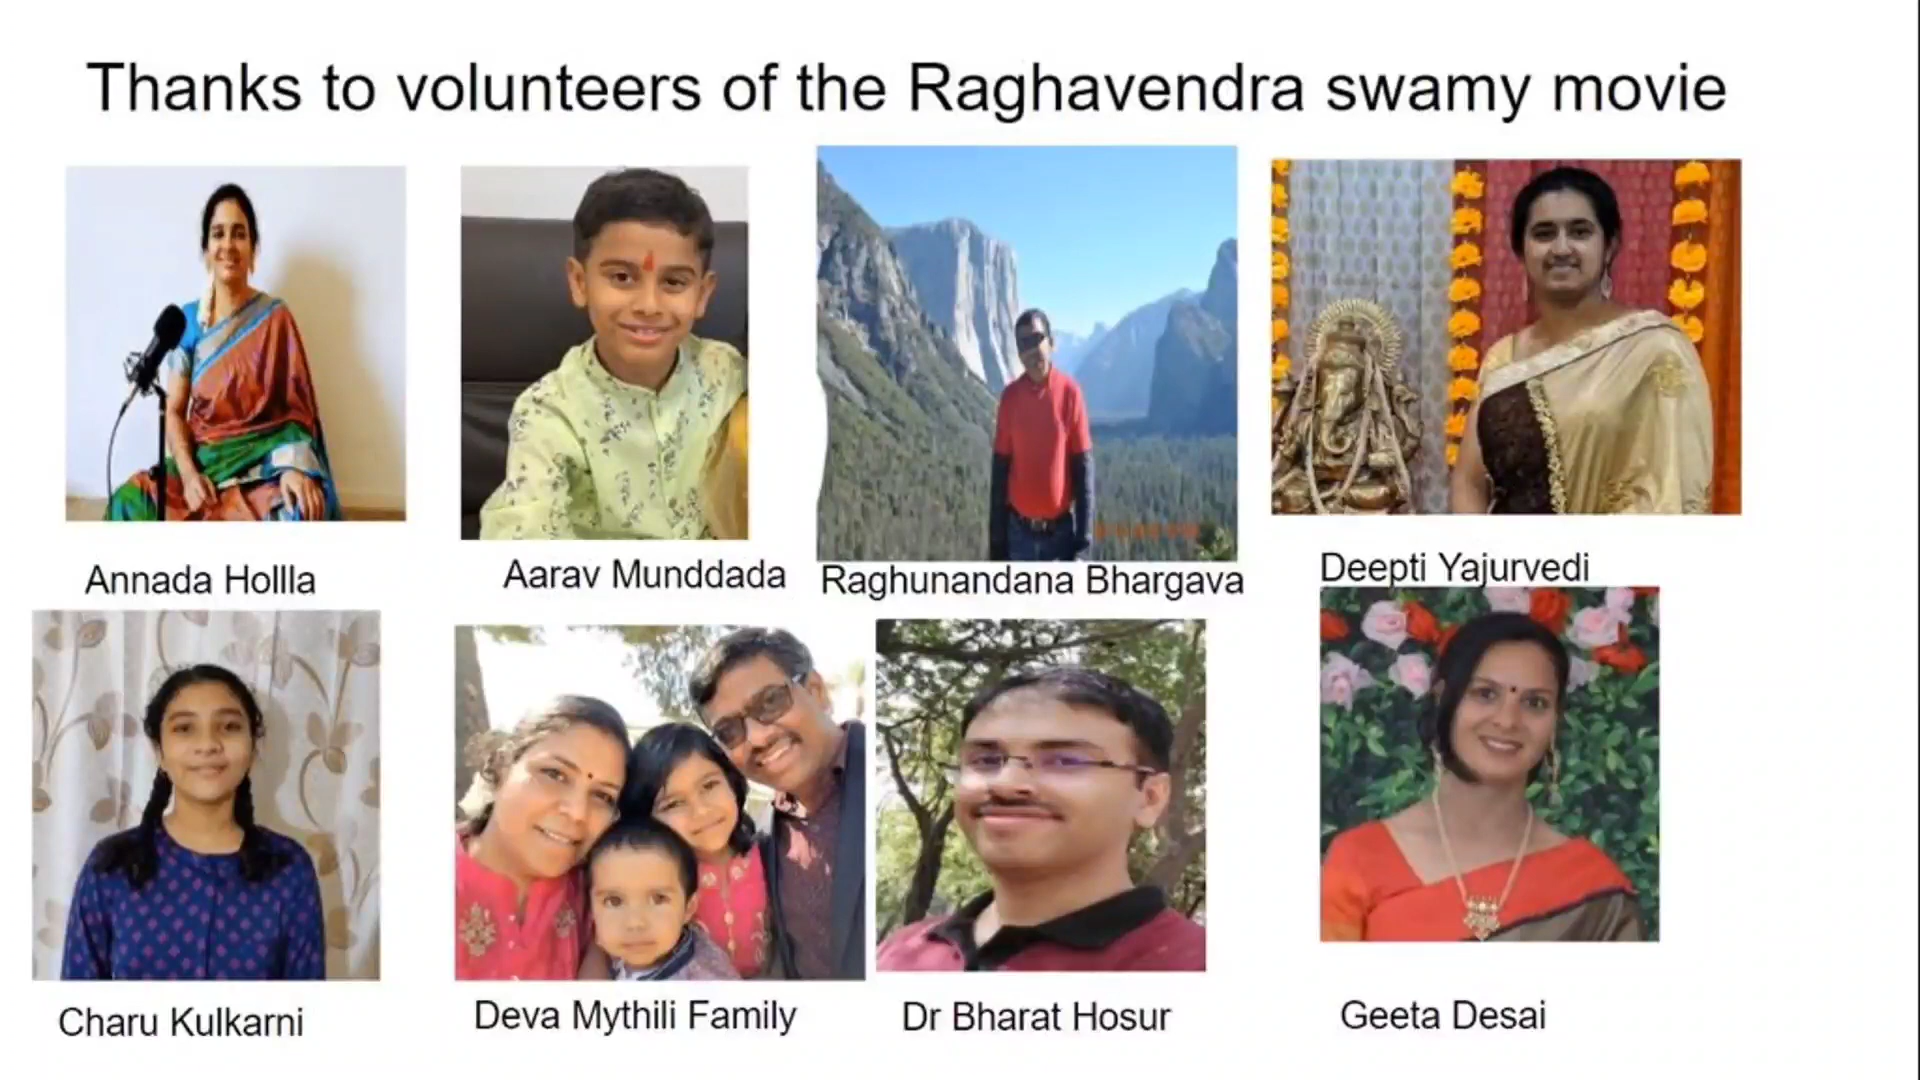 Thanks to volunteers of the Raghavendra swamy movie
Annada Hollla
Aarav Munddada
Raghunandana Bhargava
Deepti Yajurvedi
Charu Kulkarni
Deva Mythili Family
Dr Bharat Hosur
Geeta Desai